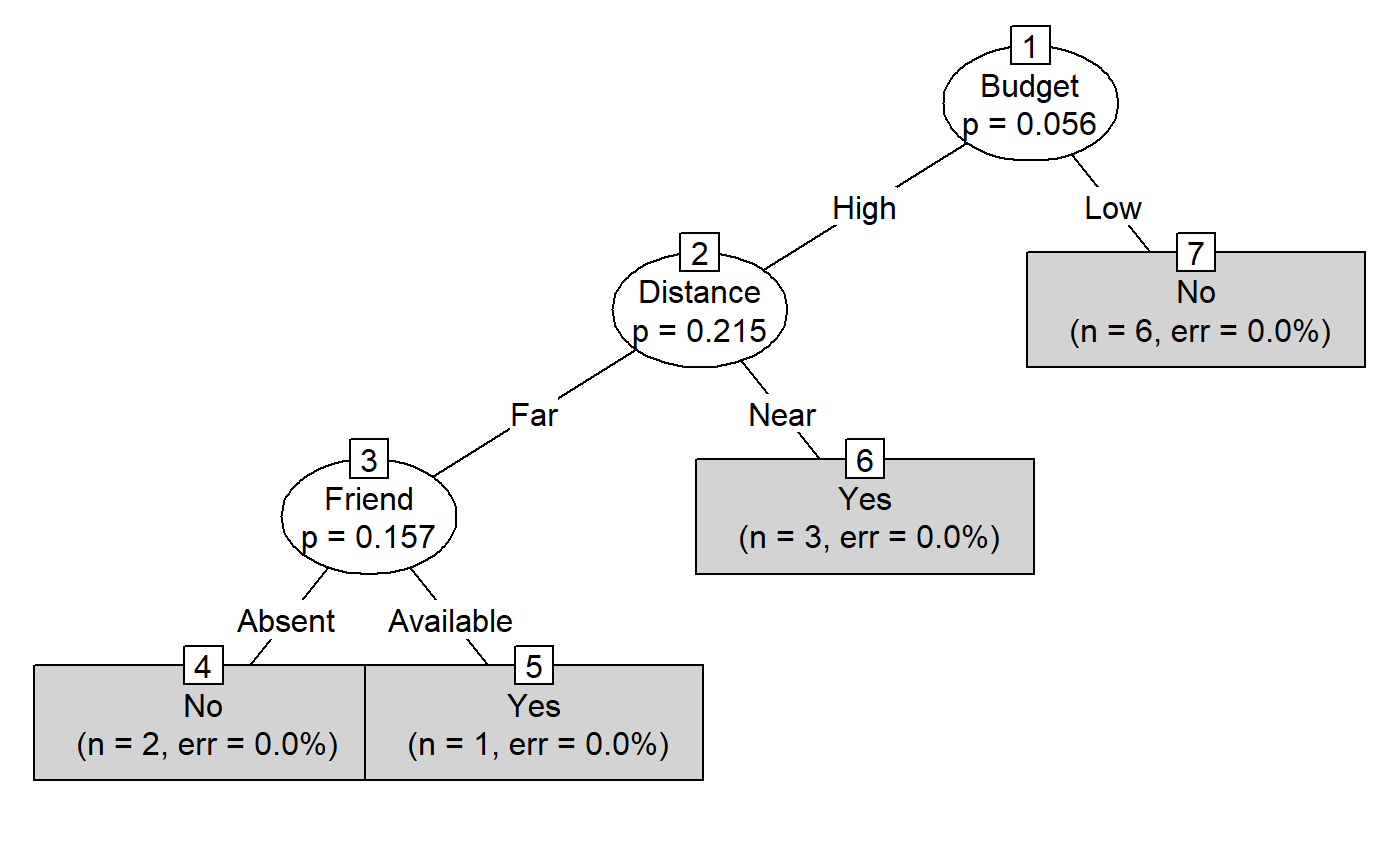 1
Budget
p = 0.056
High
Low
2
Distance
p = 0.215
7
No
(n = 6, err = 0.0%)
Far
Near
3
Friend
p = 0.157
6
Yes
(n = 3, err = 0.0%)
Absent
Available
4
No
(n = 2, err = 0.0%)
5
Yes
(n = 1, err = 0.0%)